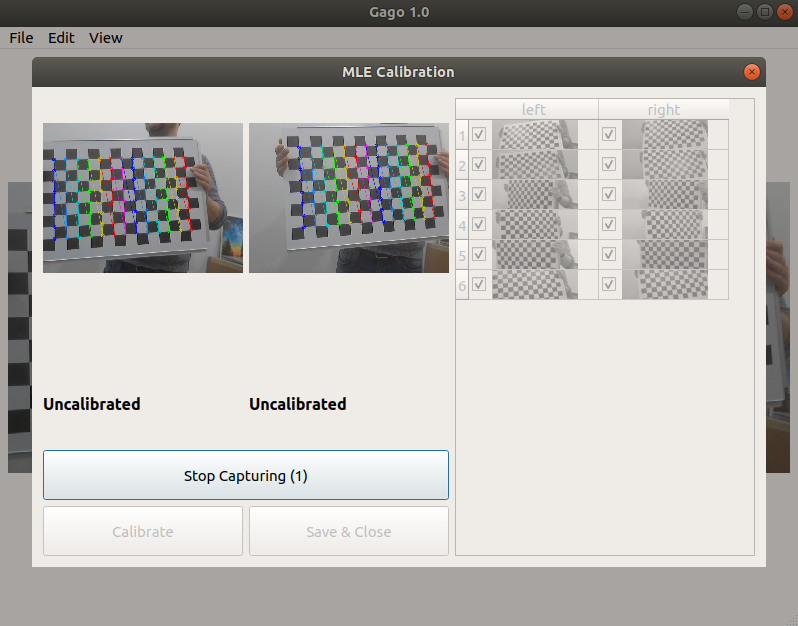 Gago 1.0
File Edit View
MLE Calibration
left right
1
2
3
4
5
6
Uncalibrated Uncalibrated
Stop Capturing (1)
Calibrate Save & Close